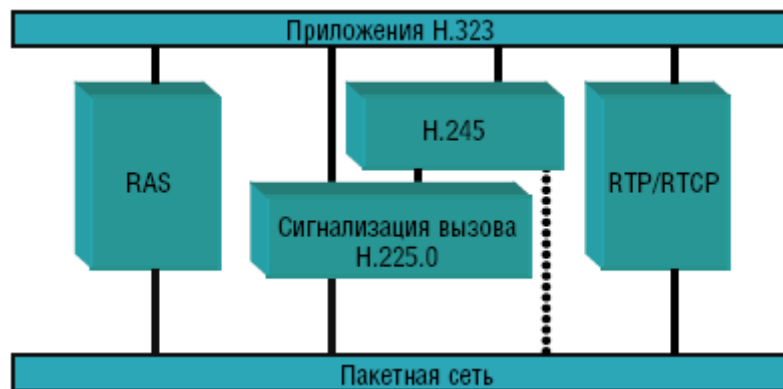 Приложения H.323
H.245
RAS
RTP/RTCP
Сигнализация вызова
H.225.0
Пакетная сеть